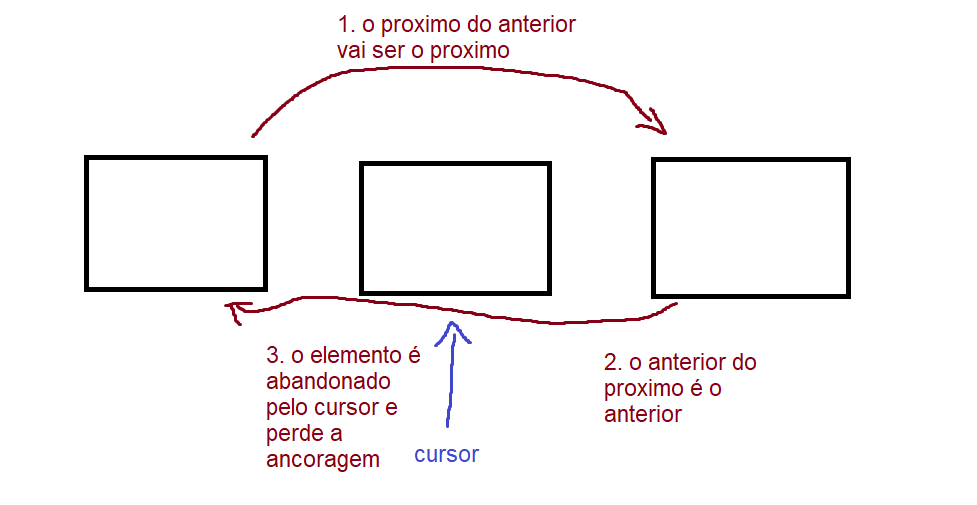 1. o proximo do anterior
vai ser o proximo
3. o elemento é
abandonado
pelo cursor e
perde a
ancoragem
cursor
2. o anterior do
proximo é o
anterior